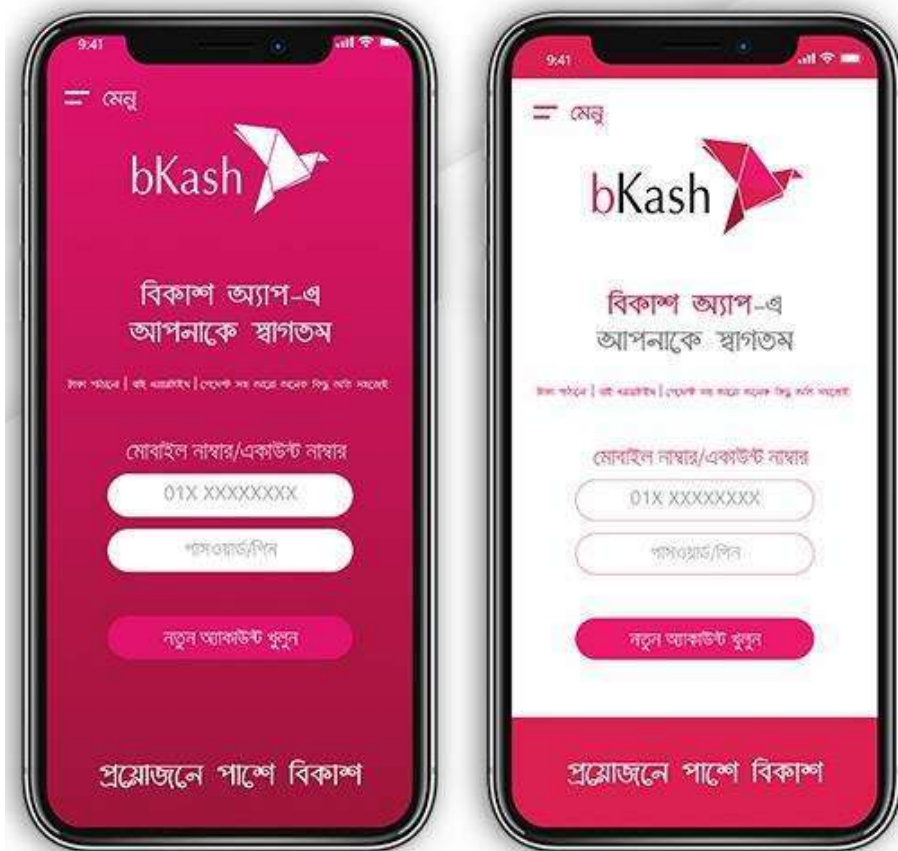 9:41
মেনু
bKash
বিকাশ অ্যাপ-এ
আপনাকে স্বাগতম
মোবাইল নাম্বার/একাউন্ট নাম্বার
01X XXXXXXXX
পাসওয়ার্ড/পিন
নতুন অ্যাকাউন্ট খুলুন
প্রয়োজনে পাশে বিকাশ
9:41
মেনু
bKash
বিকাশ অ্যাপ-এ
আপনাকে স্বাগতম
মোবাইল নাম্বার/একাউন্ট নাম্বার
01X XXXXXXXX
পাসওয়ার্ড/পিন
নতুন অ্যাকাউন্ট খুলুন
প্রয়োজনে পাশে বিকাশ